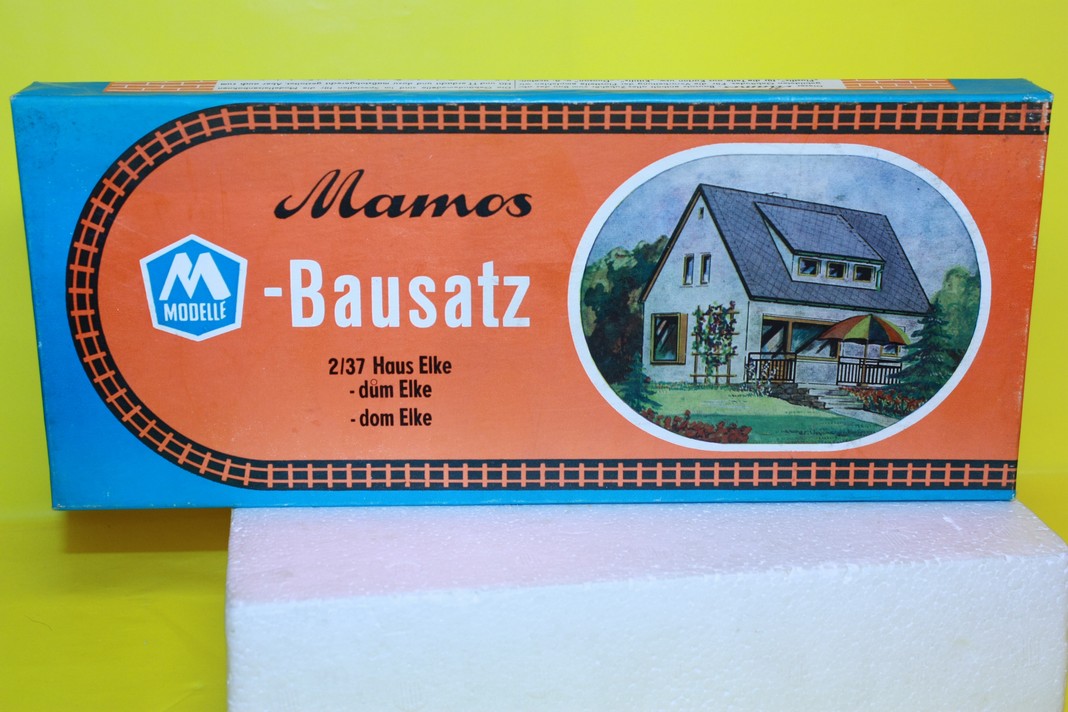 Mamos
M
MODELLE
-Bausatz
2/37 Haus Elke
- dům Elke
- dom Elke